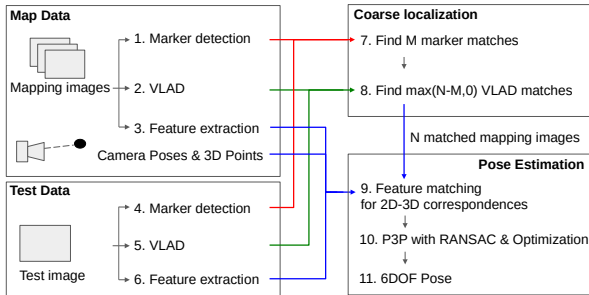 Map Data
1. Marker detection
2. VLAD
Mapping images
3. Feature extraction
Camera Poses & 3D Points
Test Data
4. Marker detection
5. VLAD
Test image
6. Feature extraction
Coarse localization
7. Find M marker matches
8. Find max(N-M,0) VLAD matches
N matched mapping images
Pose Estimation
9. Feature matching
for 2D-3D correspondences
10. P3P with RANSAC & Optimization
11. 6DOF Pose